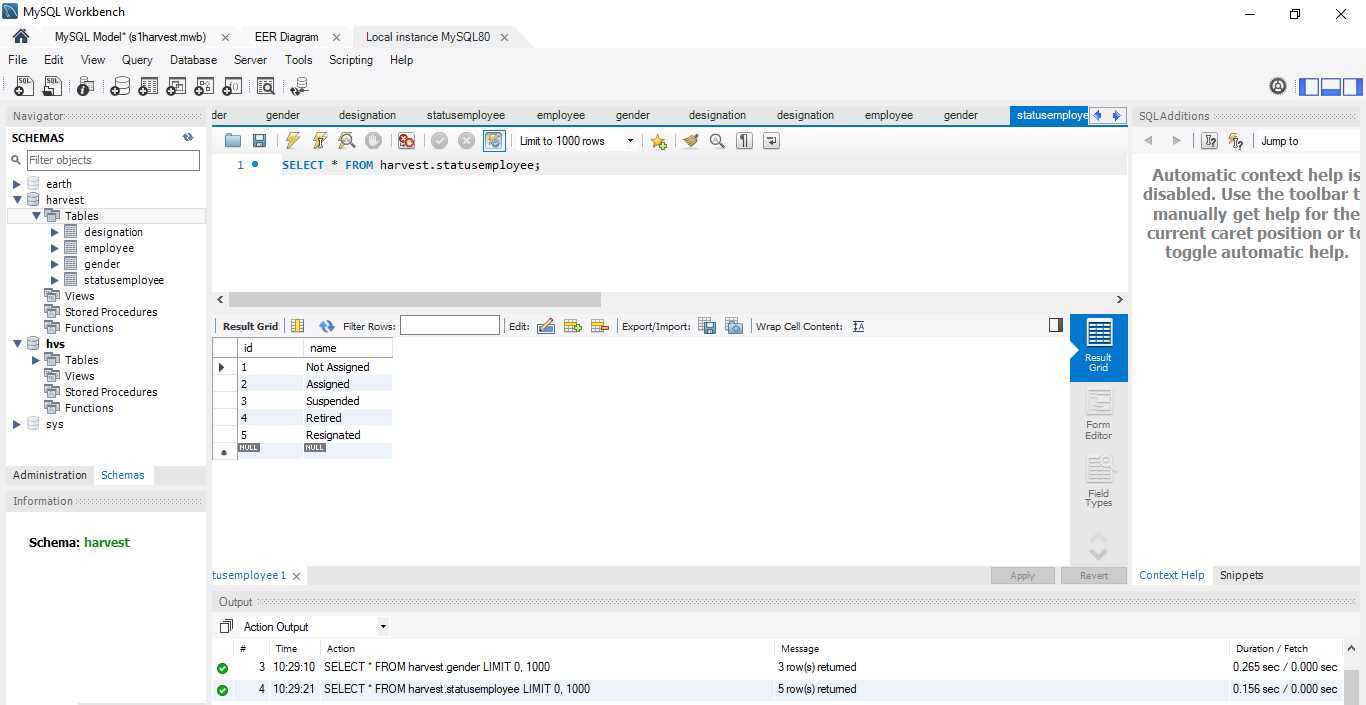 MySQL Workbench
MySQL Model* (s1harvest.mwb)
EER Diagram
Local instance MySQL80
File Edit View Query Database Server Tools Scripting Help
Navigator
SCHEMAS
Filter objects
earth
harvest
Tables
designation
employee
gender
statusemployee
Views
Stored Procedures
Functions
hvs
Tables
Views
Stored Procedures
Functions
sys
Administration Schemas
Information
Schema: harvest
der gender designation statusemployee employee gender designation designation employee gender statusemploye
Limit to 1000 rows
1 SELECT * FROM harvest.statusemployee;
Result Grid Filter Rows: Edit: Export/Import: Wrap Cell Content:
id name
1 Not Assigned
2 Assigned
3 Suspended
4 Retired
5 Resignated
NULL NULL
Result
Grid
Form
Editor
Field
Types
tusemployee 1
Apply Revert
SQLAdditions
Jump to
Automatic context help is
disabled. Use the toolbar t
manually get help for the
current caret position or to
toggle automatic help.
Context Help Snippets
Output
Action Output
# Time Action Message Duration / Fetch
3 10:29:10 SELECT * FROM harvest.gender LIMIT 0, 1000 3 row(s) returned 0.265 sec / 0.000 sec
4 10:29:21 SELECT * FROM harvest.statusemployee LIMIT 0, 1000 5 row(s) returned 0.156 sec / 0.000 sec